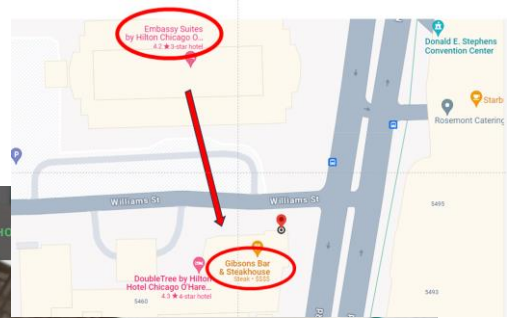 Embassy Suites
by Hilton Chicago O...
4.2 ★ 3-star hotel
Donald E. Stephens
Convention Center
Starb
Rosemont Catering
P
Williams St
Williams St
5495
Gibsons Bar
& Steakhouse
Steak • $$$$
DoubleTree by Hilton
Hotel Chicago O'Hare...
4.3 ★ 4-star hotel
5460
5493
HO